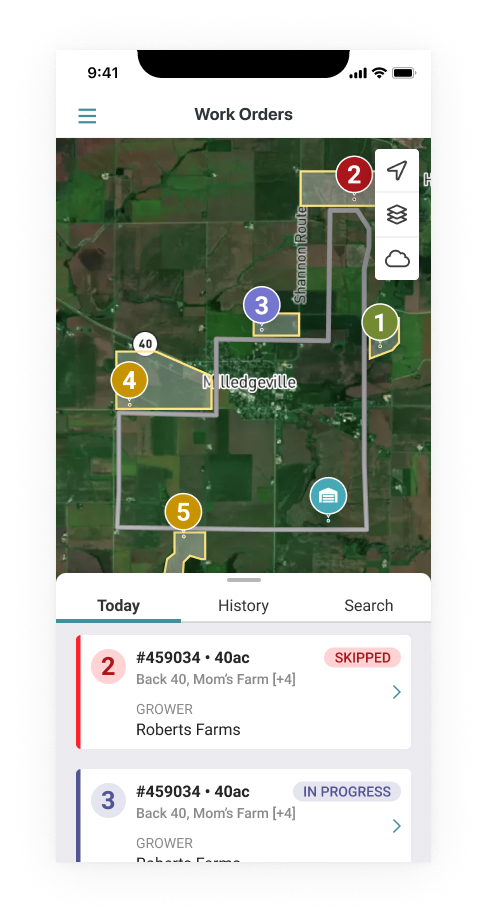 9:41
Work Orders
2
H
Shannon Route
3
1
40
4
Milledgeville
5
Today
History
Search
2
#459034 • 40ac
SKIPPED
Back 40, Mom's Farm [+4]
GROWER
Roberts Farms
3
#459034 • 40ac
IN PROGRESS
Back 40, Mom's Farm [+4]
GROWER
Roberts Farms